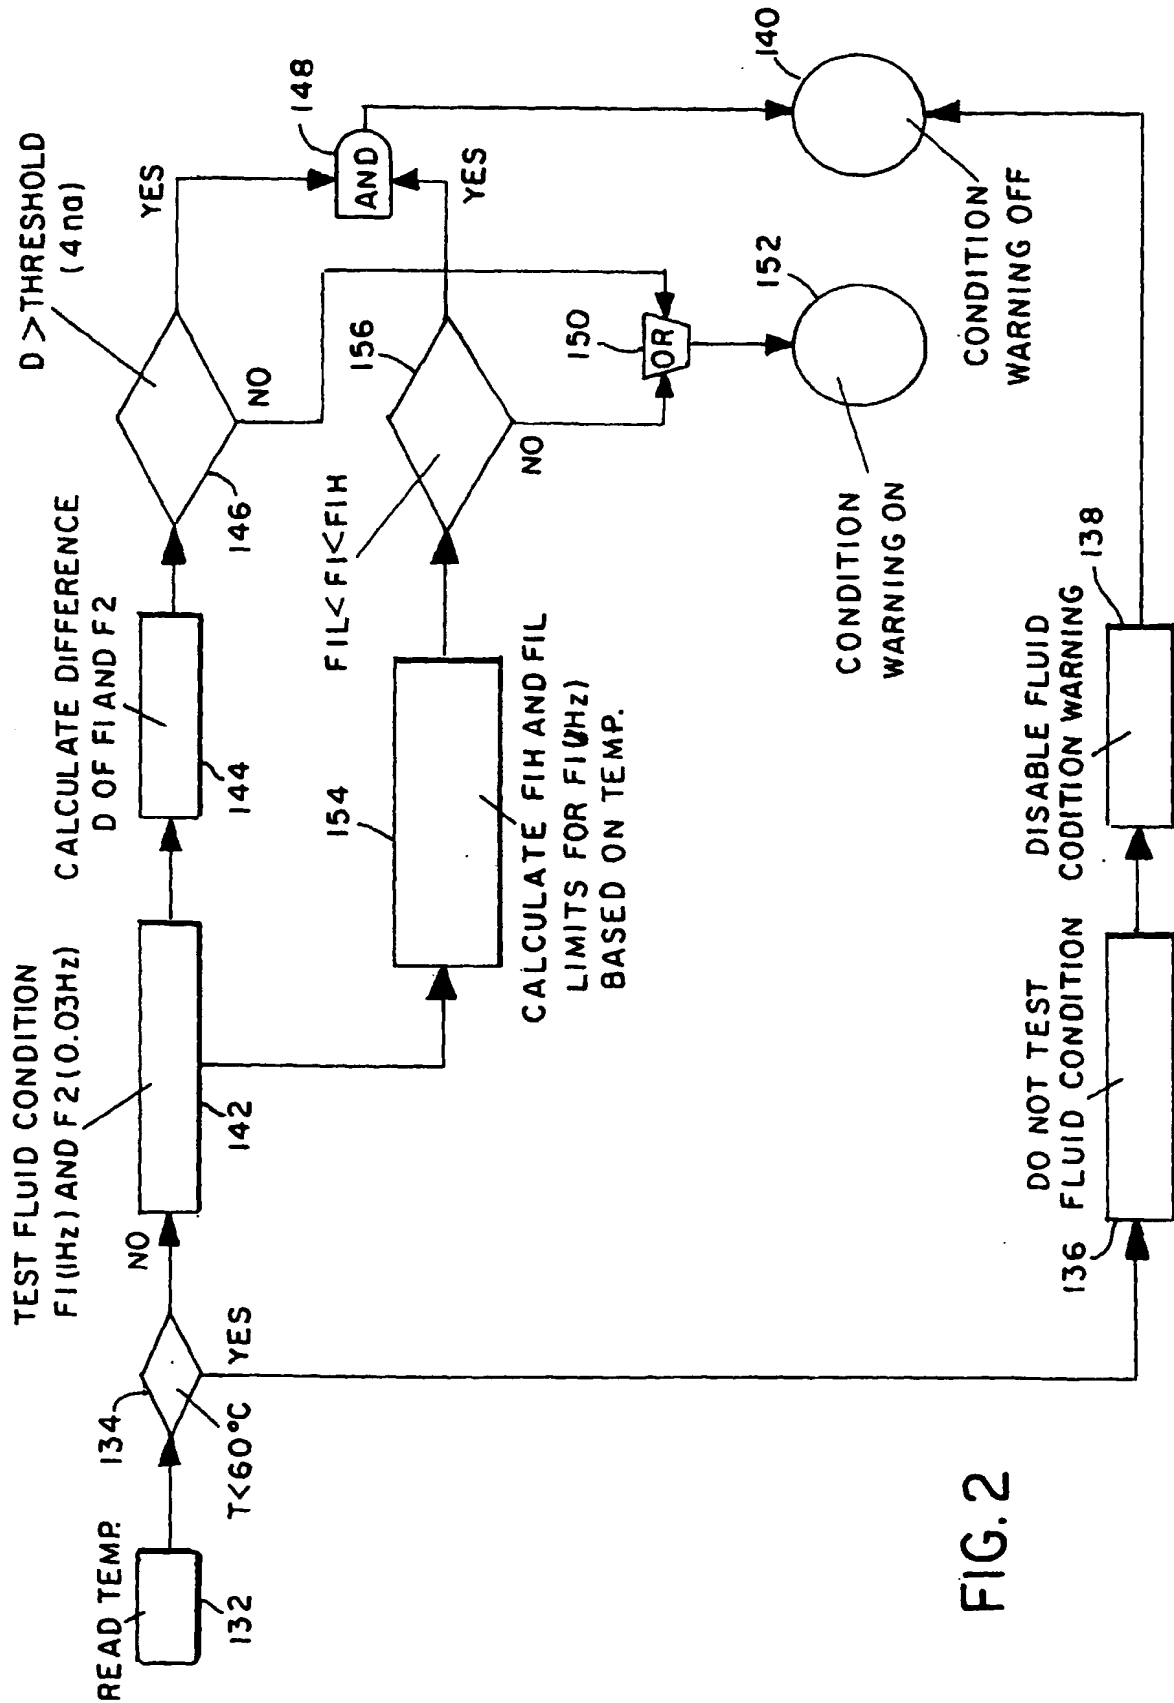 READ TEMP.
132
134
T<60°C
NO
YES
TEST FLUID CONDITION
F1(1Hz) AND F2(0.03Hz)
142
CALCULATE DIFFERENCE
D OF F1 AND F2
144
D>THRESHOLD
(4na)
146
YES
NO
148
AND
154
CALCULATE F1H AND F1L
LIMITS FOR F1(1Hz)
BASED ON TEMP.
F1L<F1<F1H
156
YES
NO
150
OR
152
CONDITION
WARNING ON
140
CONDITION
WARNING OFF
136
DO NOT TEST
FLUID CONDITION
DISABLE FLUID
CODITION WARNING
138
FIG. 2